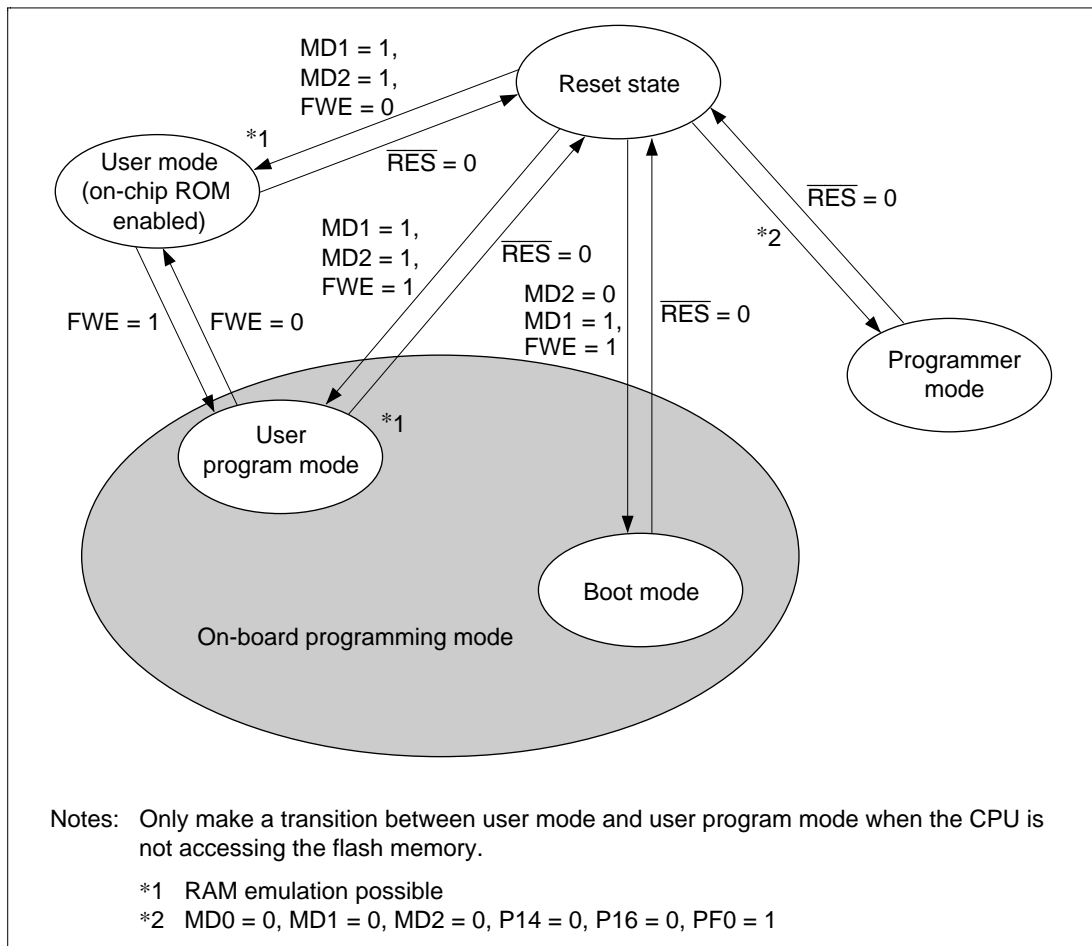 MD1 = 1,
MD2 = 1,
FWE = 0
Reset state
*1
User mode
(on-chip ROM
enabled)
RES = 0
RES = 0
*2
MD1 = 1,
MD2 = 1,
FWE = 1
RES = 0
MD2 = 0
MD1 = 1,
FWE = 1
RES = 0
FWE = 1
FWE = 0
Programmer
mode
User
program mode
*1
Boot mode
On-board programming mode
Notes: Only make a transition between user mode and user program mode when the CPU is
not accessing the flash memory.
*1 RAM emulation possible
*2 MD0 = 0, MD1 = 0, MD2 = 0, P14 = 0, P16 = 0, PF0 = 1